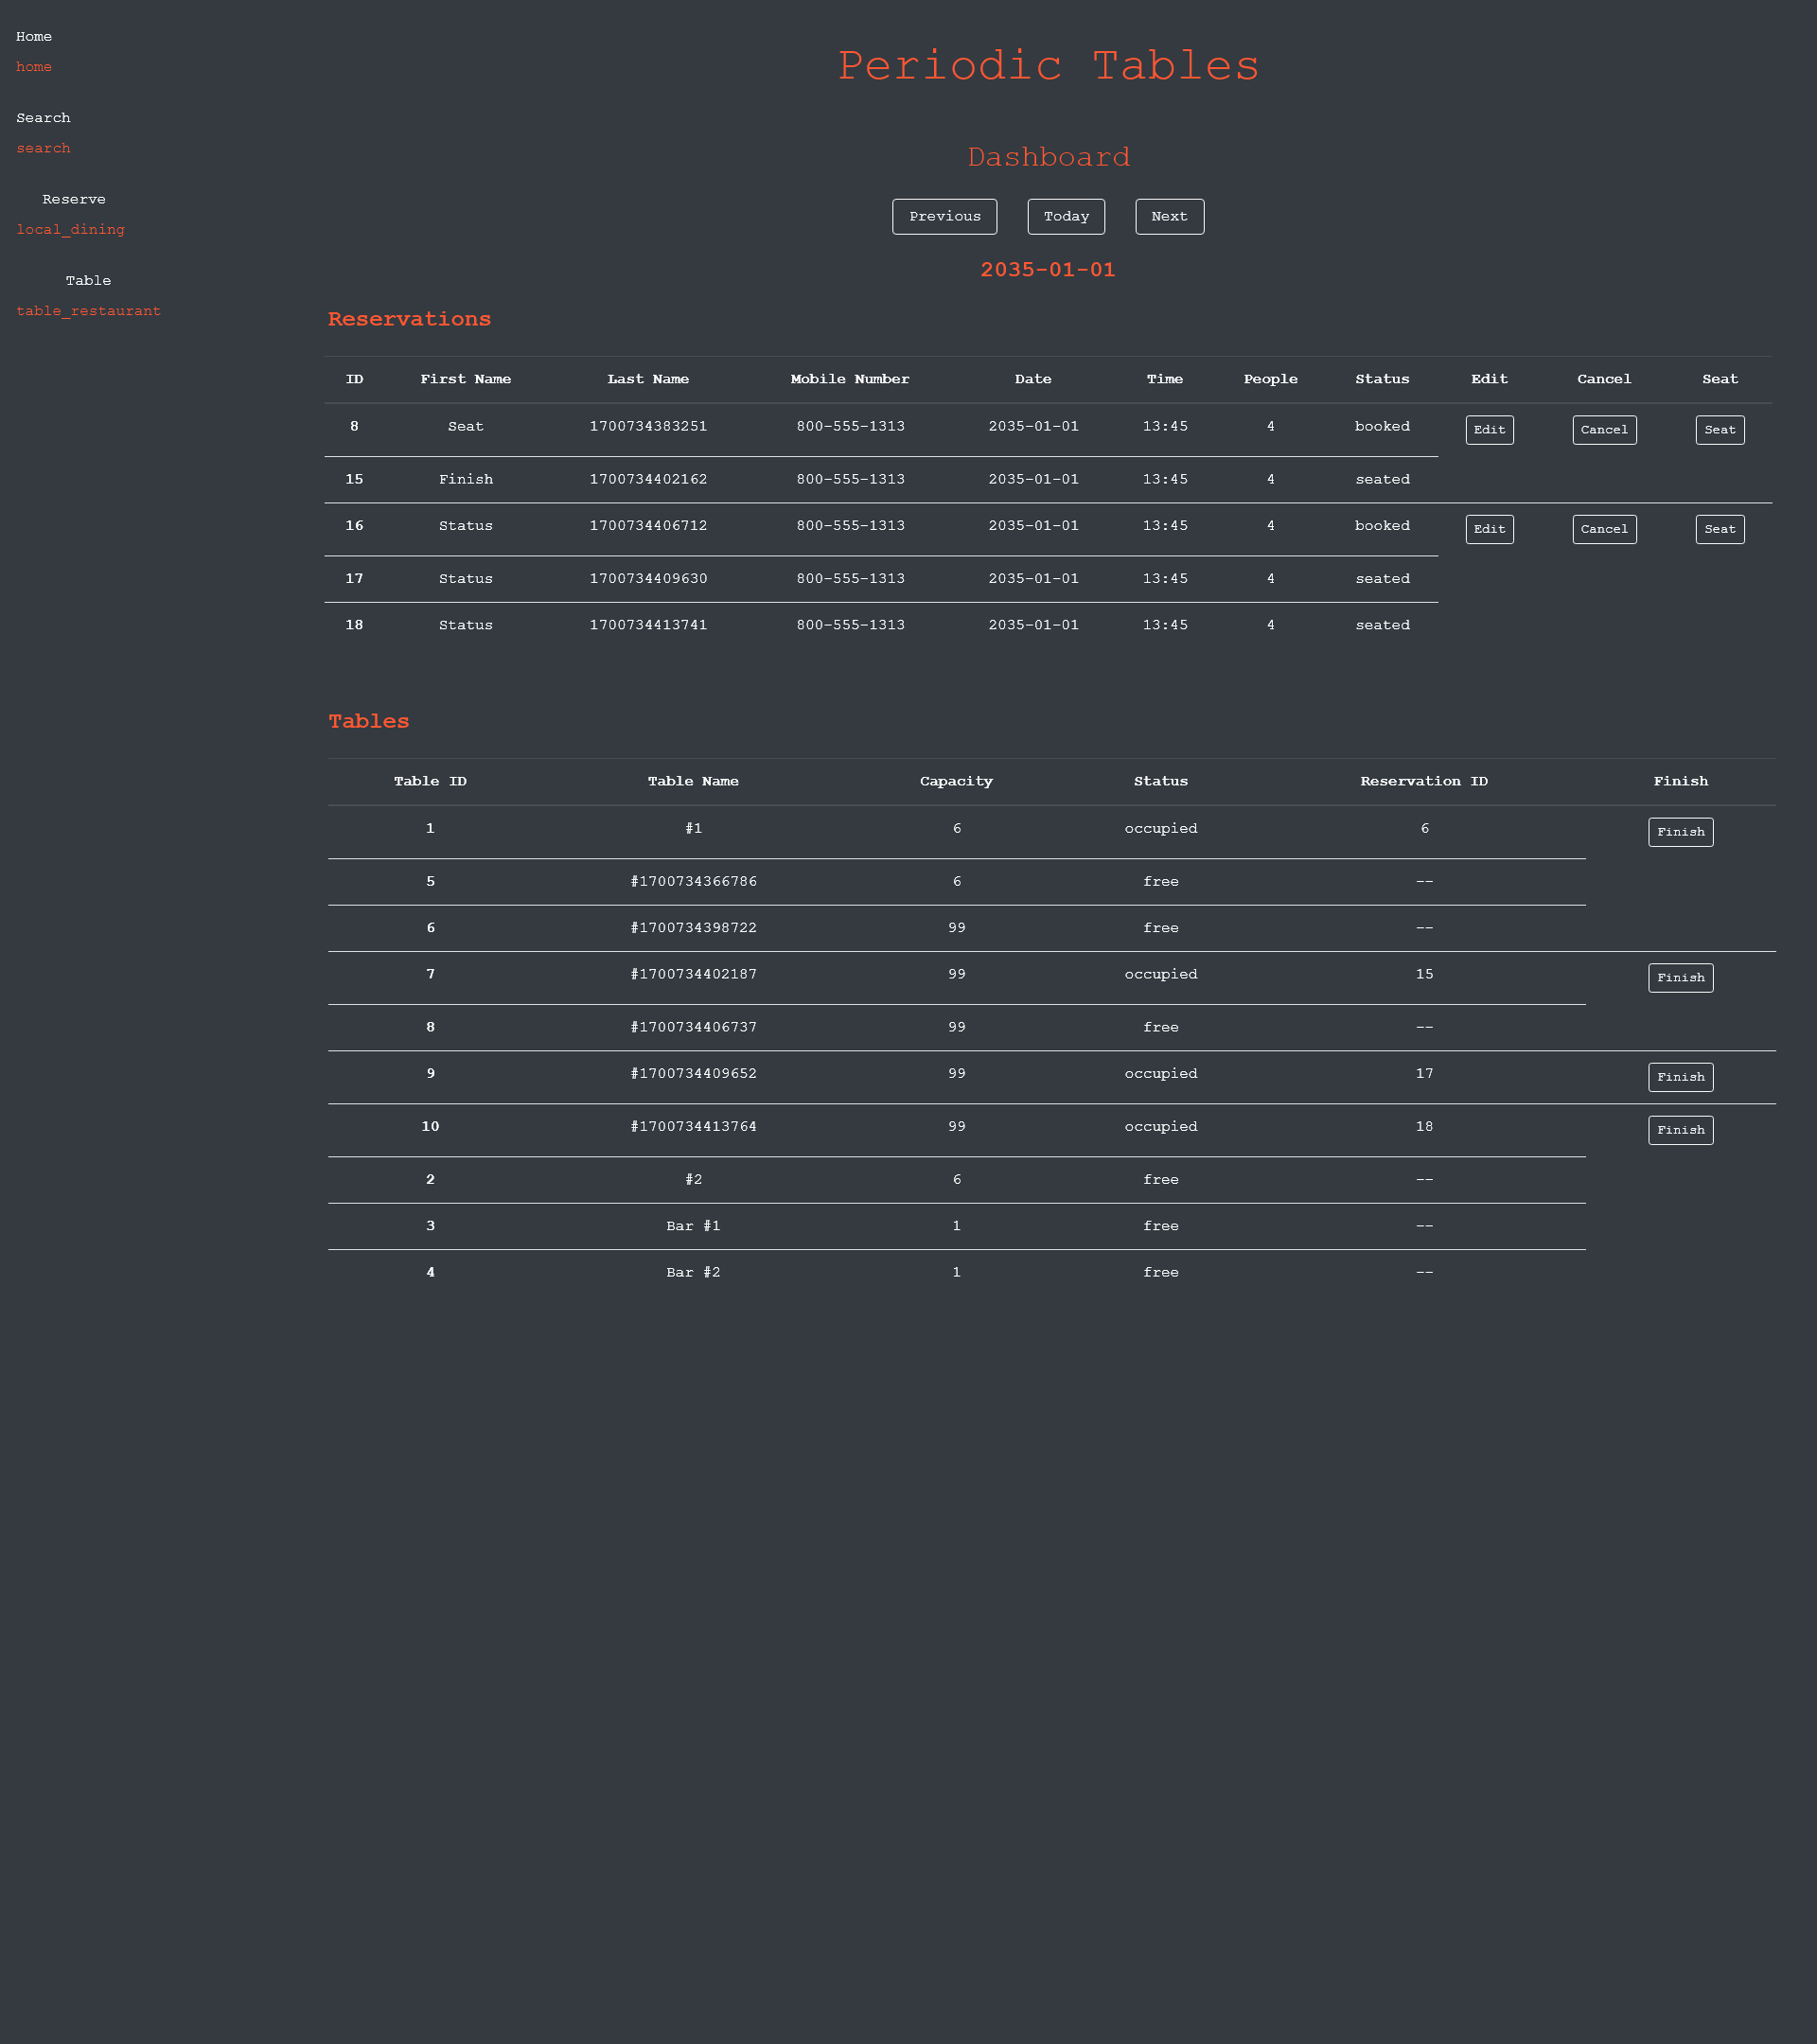 Home
home
Search
search
Reserve
local_dining
Table
table_restaurant
Periodic Tables
Dashboard
Previous Today Next
2035-01-01
Reservations
ID First Name Last Name Mobile Number Date Time People Status Edit Cancel Seat
8 Seat 1700734383251 800-555-1313 2035-01-01 13:45 4 booked Edit Cancel Seat
15 Finish 1700734402162 800-555-1313 2035-01-01 13:45 4 seated
16 Status 1700734406712 800-555-1313 2035-01-01 13:45 4 booked Edit Cancel Seat
17 Status 1700734409630 800-555-1313 2035-01-01 13:45 4 seated
18 Status 1700734413741 800-555-1313 2035-01-01 13:45 4 seated
Tables
Table ID Table Name Capacity Status Reservation ID Finish
1 #1 6 occupied 6 Finish
5 #1700734366786 6 free --
6 #1700734398722 99 free --
7 #1700734402187 99 occupied 15 Finish
8 #1700734406737 99 free --
9 #1700734409652 99 occupied 17 Finish
10 #1700734413764 99 occupied 18 Finish
2 #2 6 free --
3 Bar #1 1 free --
4 Bar #2 1 free --